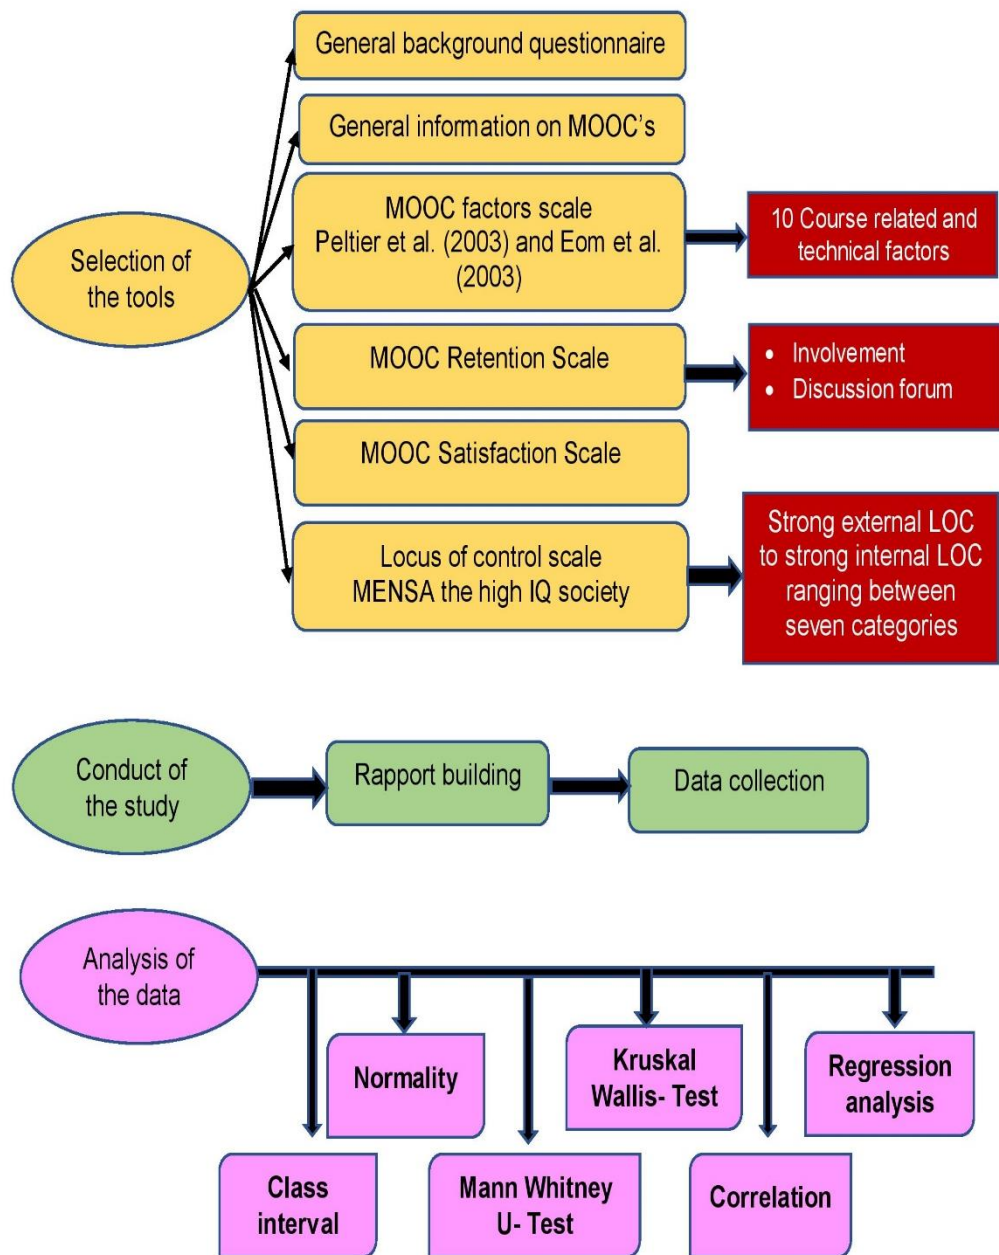 General background questionnaire
General information on MOOC’s
MOOC factors scale
Peltier et al. (2003) and Eom et al.
(2003)
10 Course related and
technical factors
Selection of
the tools
MOOC Retention Scale
• Involvement
• Discussion forum
MOOC Satisfaction Scale
Locus of control scale
MENSA the high IQ society
Strong external LOC
to strong internal LOC
ranging between
seven categories
Conduct of
the study
Rapport building
Data collection
Analysis of
the data
Normality
Kruskal
Wallis- Test
Regression
analysis
Class
interval
Mann Whitney
U- Test
Correlation